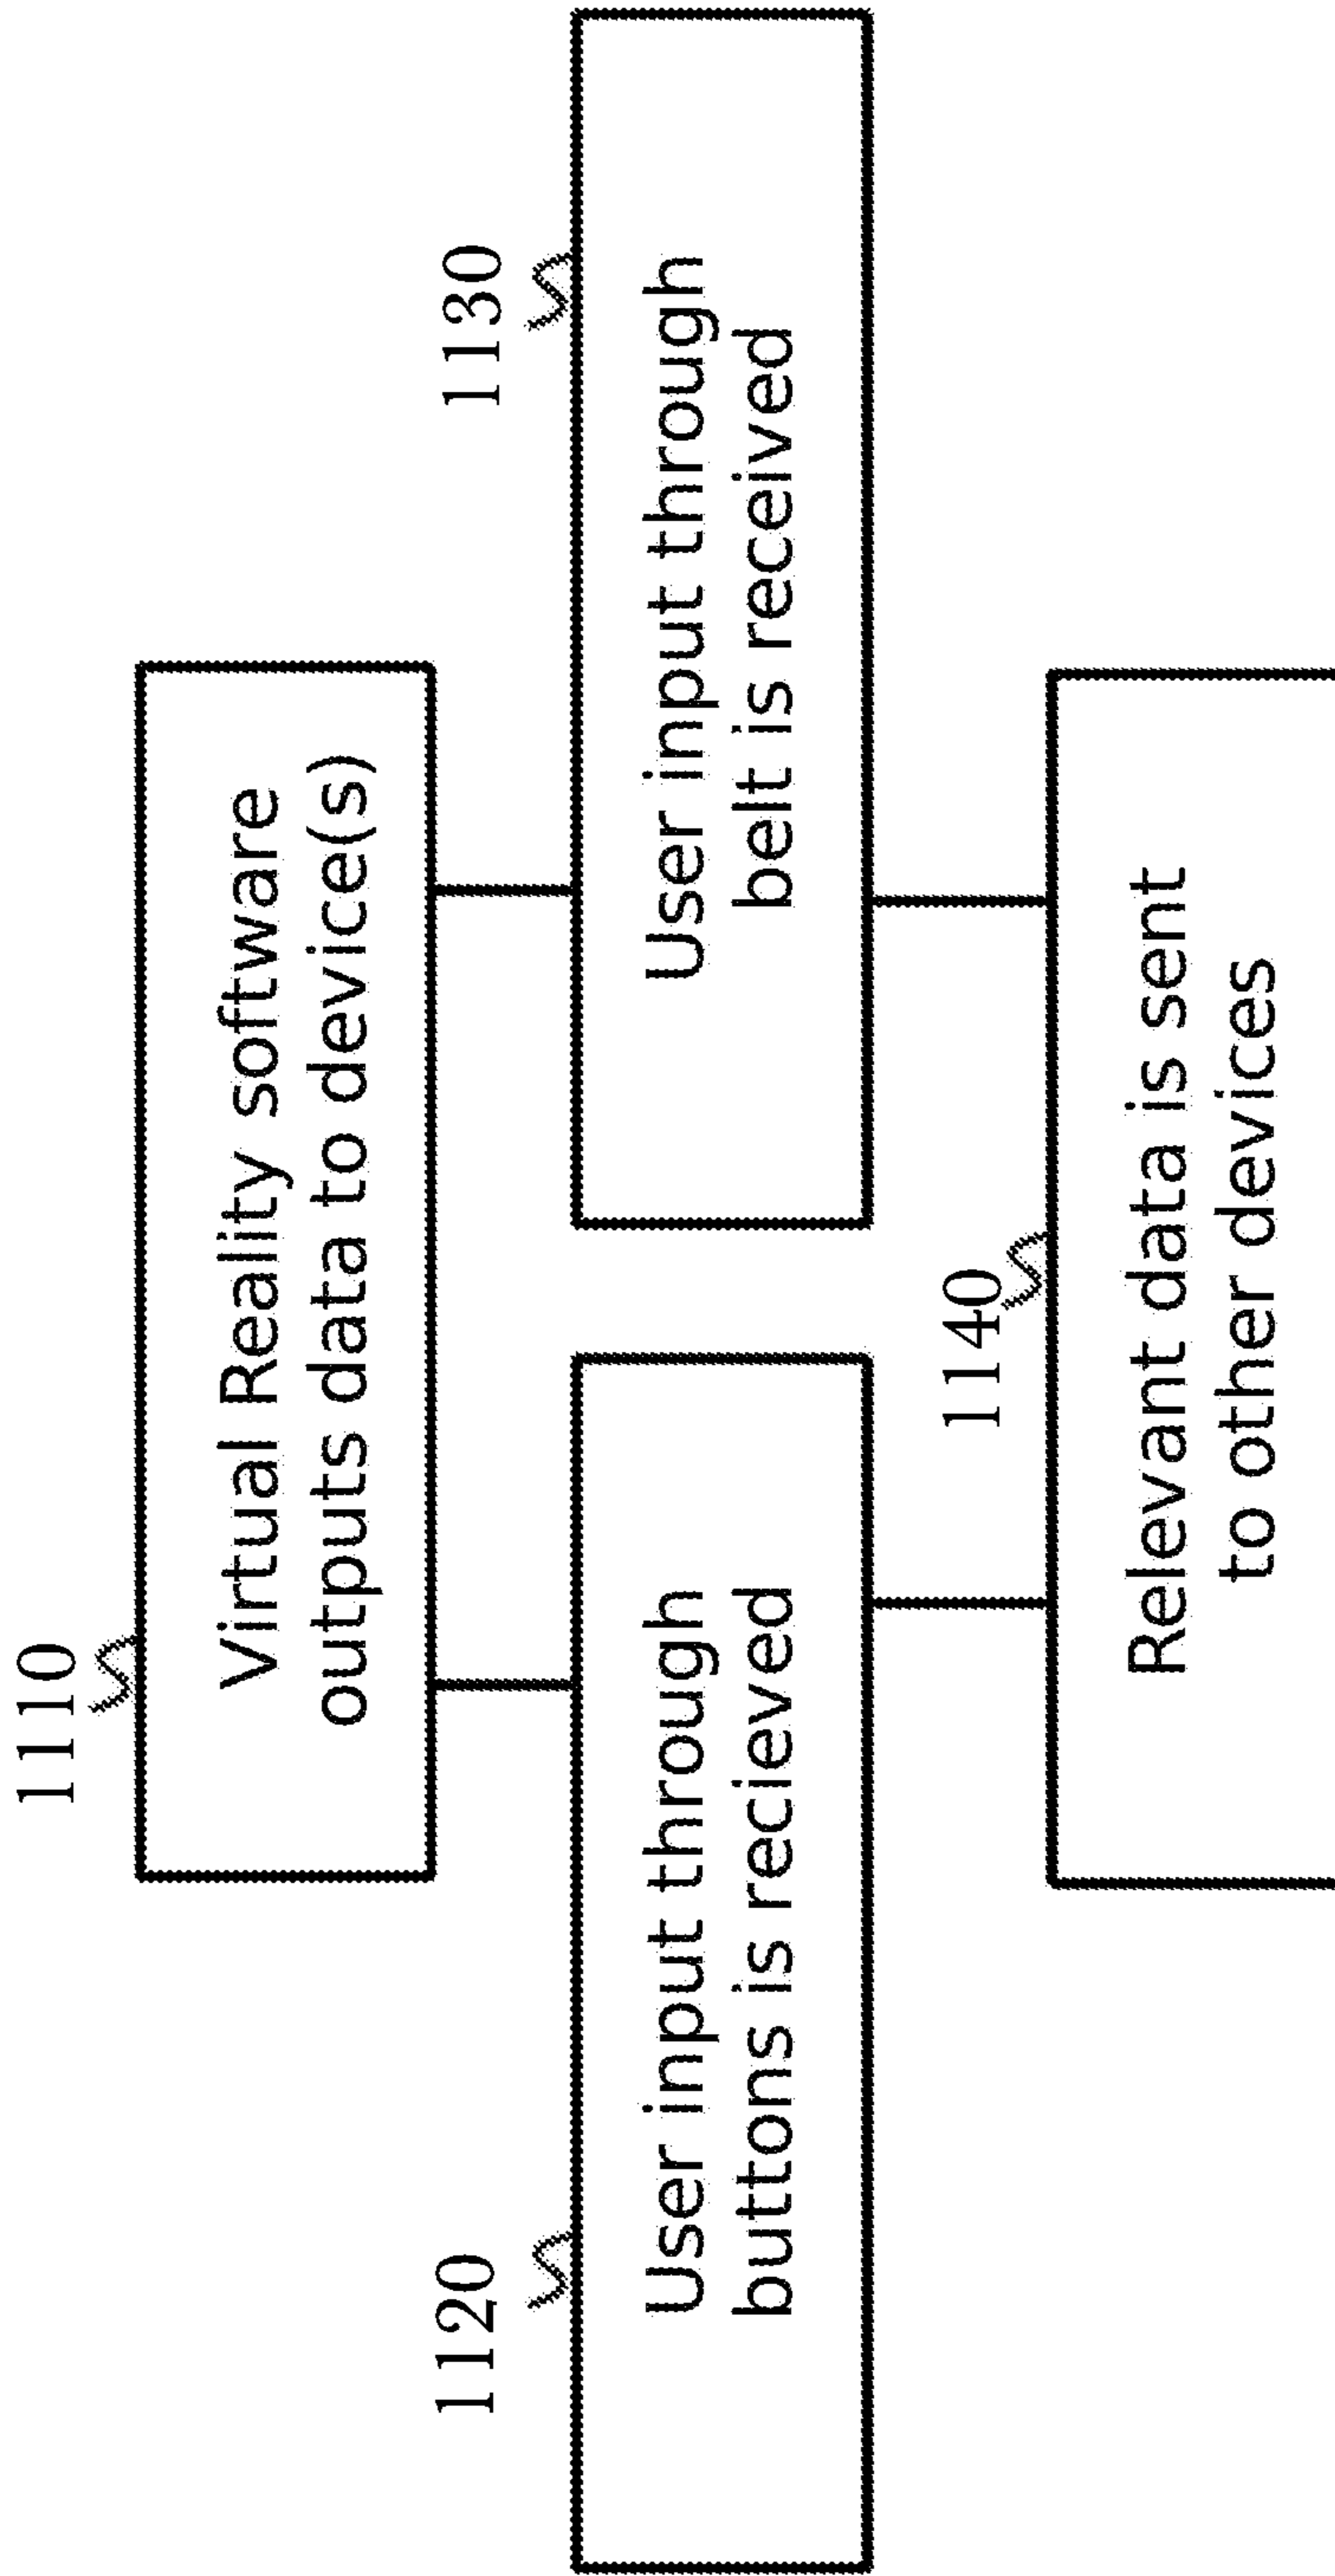 1110
Virtual Reality software
outputs data to device(s)
1120
User input through
buttons is recieved
1130
User input through
belt is received
1140
Relevant data is sent
to other devices